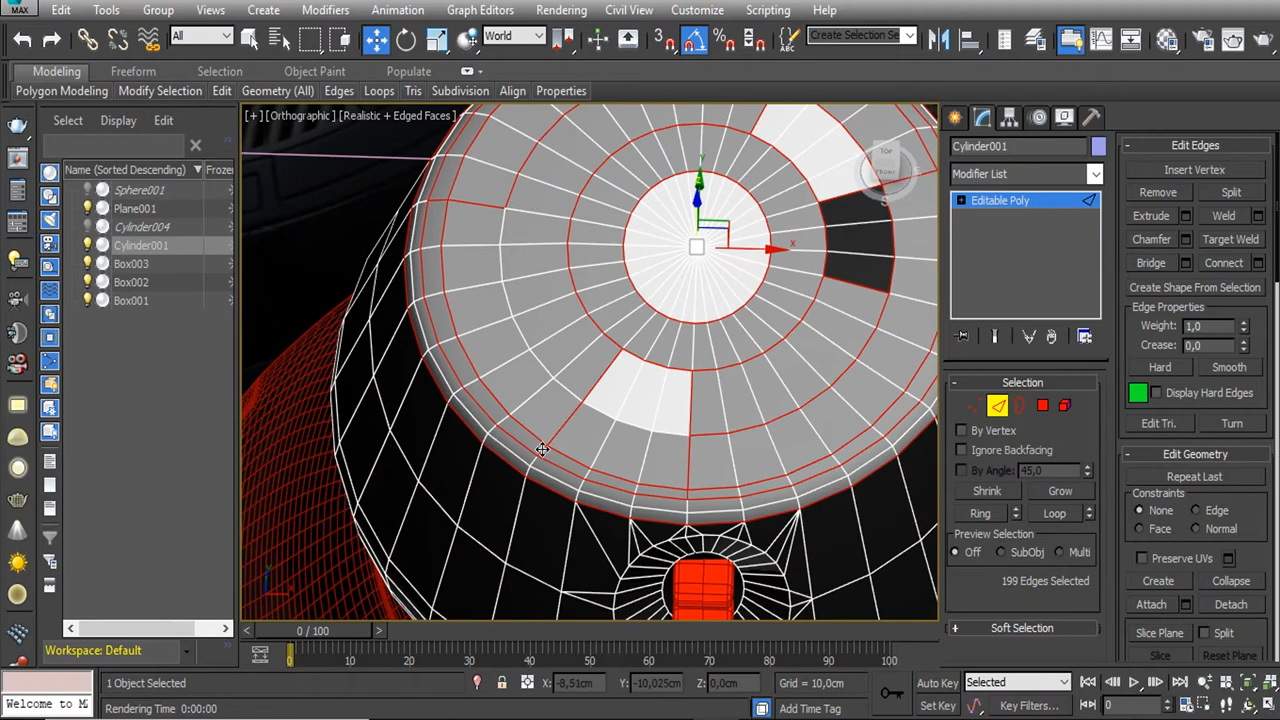 MAX
Edit Tools Group Views Create Modifiers Animation Graph Editors Rendering Civil View Customize Scripting Help
All World 3 Create Selection Se
Modeling Freeform Selection Object Paint Populate
Polygon Modeling Modify Selection Edit Geometry (All) Edges Loops Tris Subdivision Align Properties
Select Display Edit
Name (Sorted Descending) Frozen
Sphere001
Plane001
Cylinder004
Cylinder001
Box003
Box002
Box001
Workspace: Default
[+] [Orthographic] [Realistic + Edged Faces]
TOP
FRONT
S
y
x
0 / 100
0 10 20 30 40 50 60 70 80 90 100
Cylinder001
Modifier List
Editable Poly
Selection
By Vertex
Ignore Backfacing
By Angle: 45,0
Shrink Grow
Ring Loop
Preview Selection
Off SubObj Multi
199 Edges Selected
Soft Selection
Edit Edges
Insert Vertex
Remove Split
Extrude Weld
Chamfer Target Weld
Bridge Connect
Create Shape From Selection
Edge Properties
Weight: 1,0
Crease: 0,0
Hard Smooth
Display Hard Edges
Edit Tri. Turn
Edit Geometry
Repeat Last
Constraints
None Edge
Face Normal
Preserve UVs
Create Collapse
Attach Detach
Slice Plane Split
Slice Reset Plane
1 Object Selected X: -8,51cm Y: -10,025cm Z: 0,0cm Grid = 10,0cm Auto Key Selected
Welcome to M Rendering Time 0:00:00 Add Time Tag Set Key Key Filters... 0